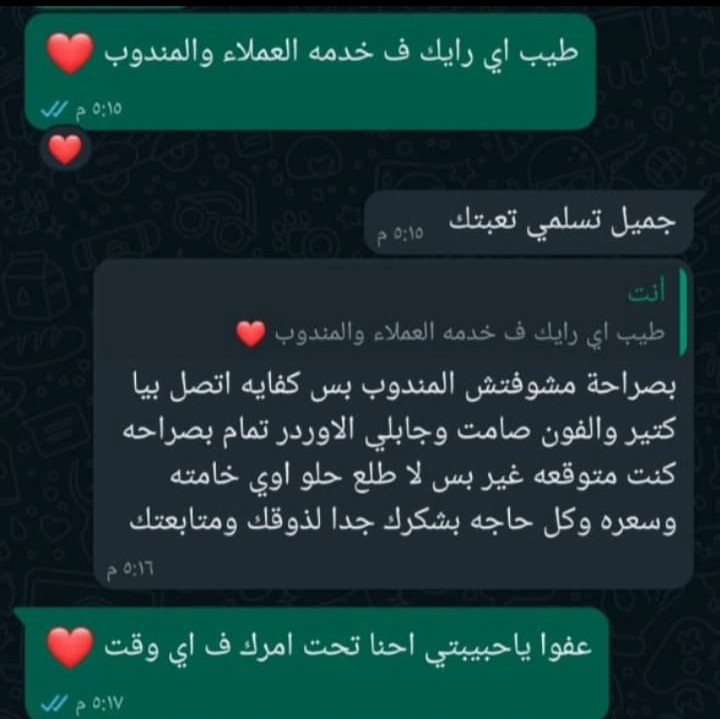 طيب اي رايك ف خدمه العملاء والمندوب ❤️
٥:١٥ م
جميل تسلمي تعبتك
٥:١٥ م
أنت
طيب اي رايك ف خدمه العملاء والمندوب ❤️
بصراحة مشوفتش المندوب بس كفايه اتصل بيا
كتير والفون صامت وجابلي الاوردر تمام بصراحه
كنت متوقعه غير بس لا طلع حلو اوي خامته
وسعره وكل حاجه بشكرك جدا لذوقك ومتابعتك
٥:١٦ م
عفوا ياحبيبتي احنا تحت امرك ف اي وقت ❤️
٥:١٧ م